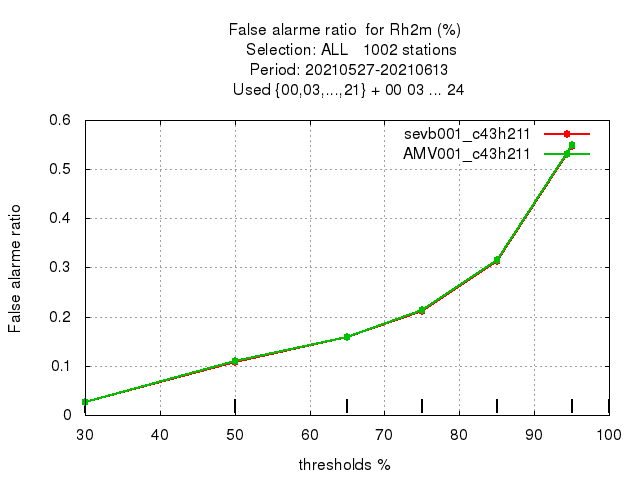 False alarme ratio  for Rh2m (%)
Selection: ALL   1002 stations
Period: 20210527-20210613
Used {00,03,...,21} + 00 03 ... 24
sevb001_c43h211
AMV001_c43h211
0.6
0.5
0.4
0.3
0.2
0.1
0
False alarme ratio
30 40 50 60 70 80 90 100
thresholds %